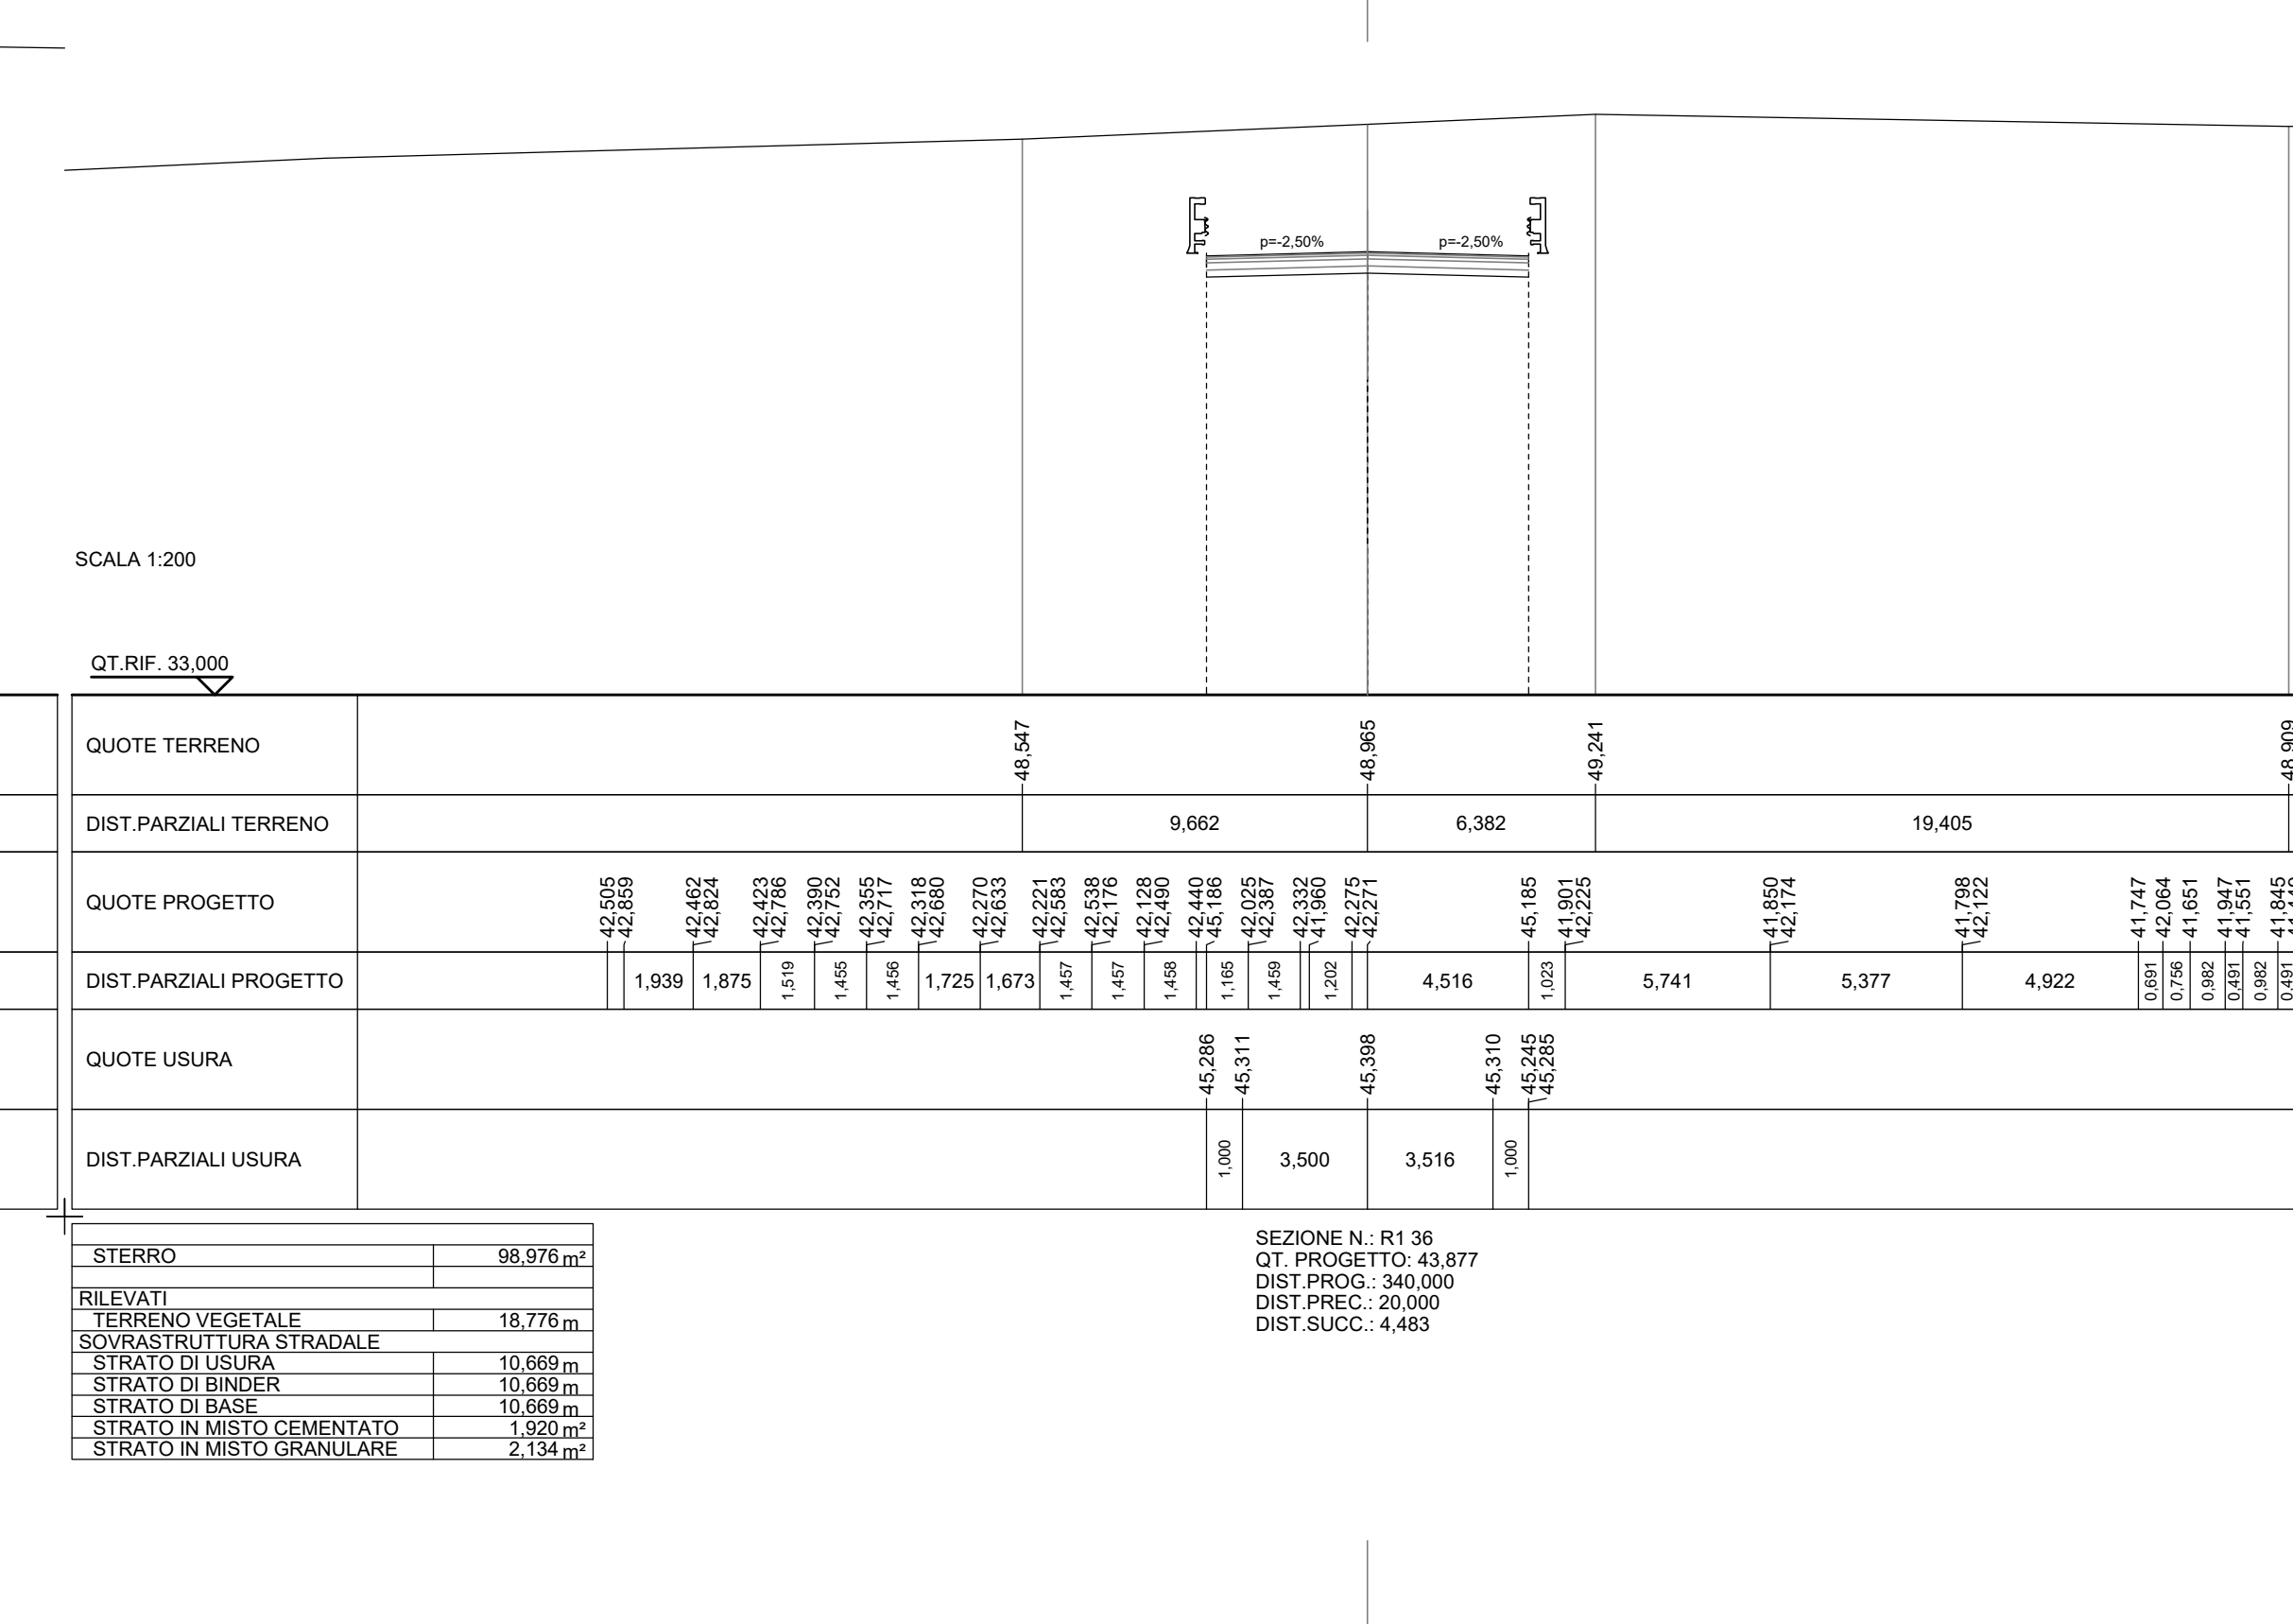 p=-2,50% p=-2,50%
SCALA 1:200
QT.RIF. 33,000
QUOTE TERRENO 48,547 48,965 49,241 48,909
DIST.PARZIALI TERRENO 9,662 6,382 19,405
QUOTE PROGETTO 42,505 42,859 42,462 42,824 42,423 42,786 42,390 42,752 42,355 42,717 42,318 42,680 42,270 42,633 42,221 42,583 42,538 42,176 42,128 42,490 42,440 45,186 42,025 42,387 42,332 41,960 42,275 42,271 45,185 41,901 42,225 41,850 42,174 41,798 42,122 41,747 42,064 41,651 41,947 41,551 41,845
DIST.PARZIALI PROGETTO 1,939 1,875 1,519 1,455 1,456 1,725 1,673 1,457 1,457 1,458 1,165 1,459 1,202 4,516 1,023 5,741 5,377 4,922 0,691 0,756 0,982 0,491 0,982 0,491
QUOTE USURA 45,286 45,311 45,398 45,310 45,245 45,285
DIST.PARZIALI USURA 1,000 3,500 3,516 1,000
STERRO 98,976 m²
RILEVATI
TERRENO VEGETALE 18,776 m
SOVRASTRUTTURA STRADALE
STRATO DI USURA 10,669 m
STRATO DI BINDER 10,669 m
STRATO DI BASE 10,669 m
STRATO IN MISTO CEMENTATO 1,920 m²
STRATO IN MISTO GRANULARE 2,134 m²
SEZIONE N.: R1 36
QT. PROGETTO: 43,877
DIST.PROG.: 340,000
DIST.PREC.: 20,000
DIST.SUCC.: 4,483